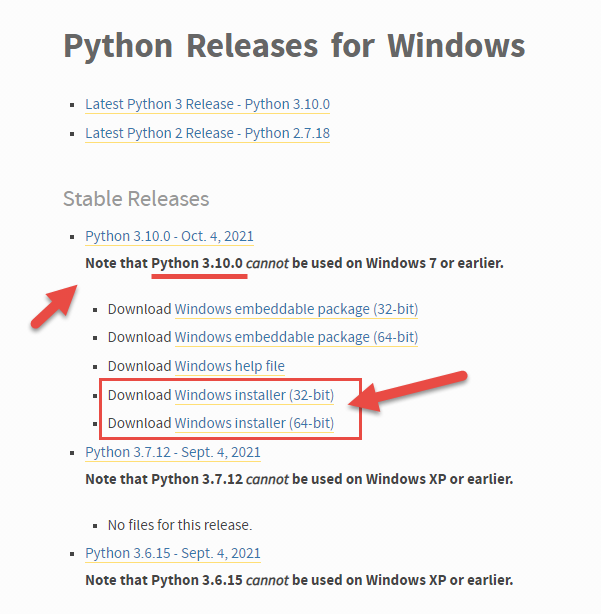 Python Releases for Windows
Latest Python 3 Release - Python 3.10.0
Latest Python 2 Release - Python 2.7.18
Stable Releases
Python 3.10.0 - Oct. 4, 2021
Note that Python 3.10.0 cannot be used on Windows 7 or earlier.
Download Windows embeddable package (32-bit)
Download Windows embeddable package (64-bit)
Download Windows help file
Download Windows installer (32-bit)
Download Windows installer (64-bit)
Python 3.7.12 - Sept. 4, 2021
Note that Python 3.7.12 cannot be used on Windows XP or earlier.
No files for this release.
Python 3.6.15 - Sept. 4, 2021
Note that Python 3.6.15 cannot be used on Windows XP or earlier.